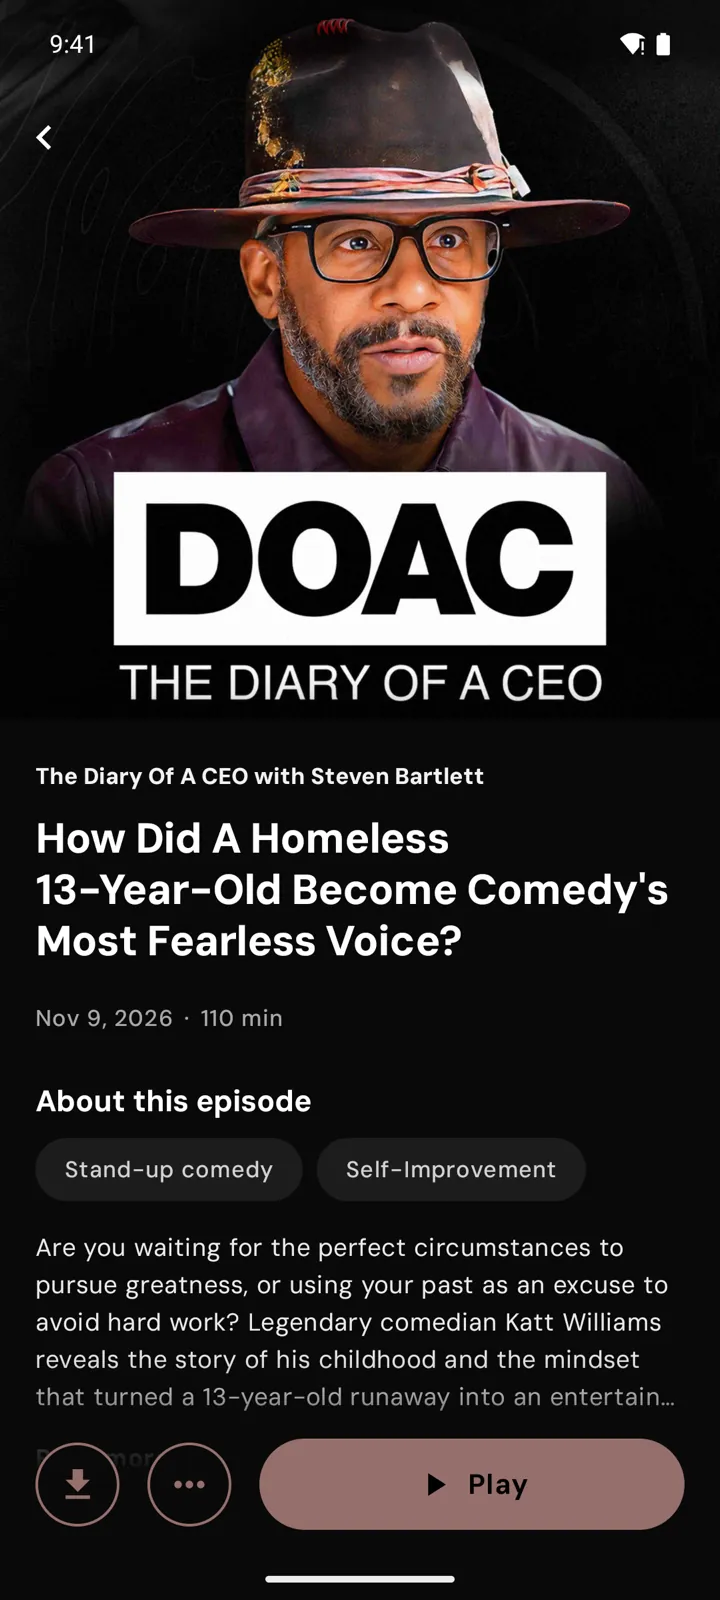 9:41
DOAC
THE DIARY OF A CEO
The Diary Of A CEO with Steven Bartlett
How Did A Homeless
13-Year-Old Become Comedy's
Most Fearless Voice?
Nov 9, 2026 · 110 min
About this episode
Stand-up comedy
Self-Improvement
Are you waiting for the perfect circumstances to
pursue greatness, or using your past as an excuse to
avoid hard work? Legendary comedian Katt Williams
reveals the story of his childhood and the mindset
that turned a 13-year-old runaway into an entertain…
Play